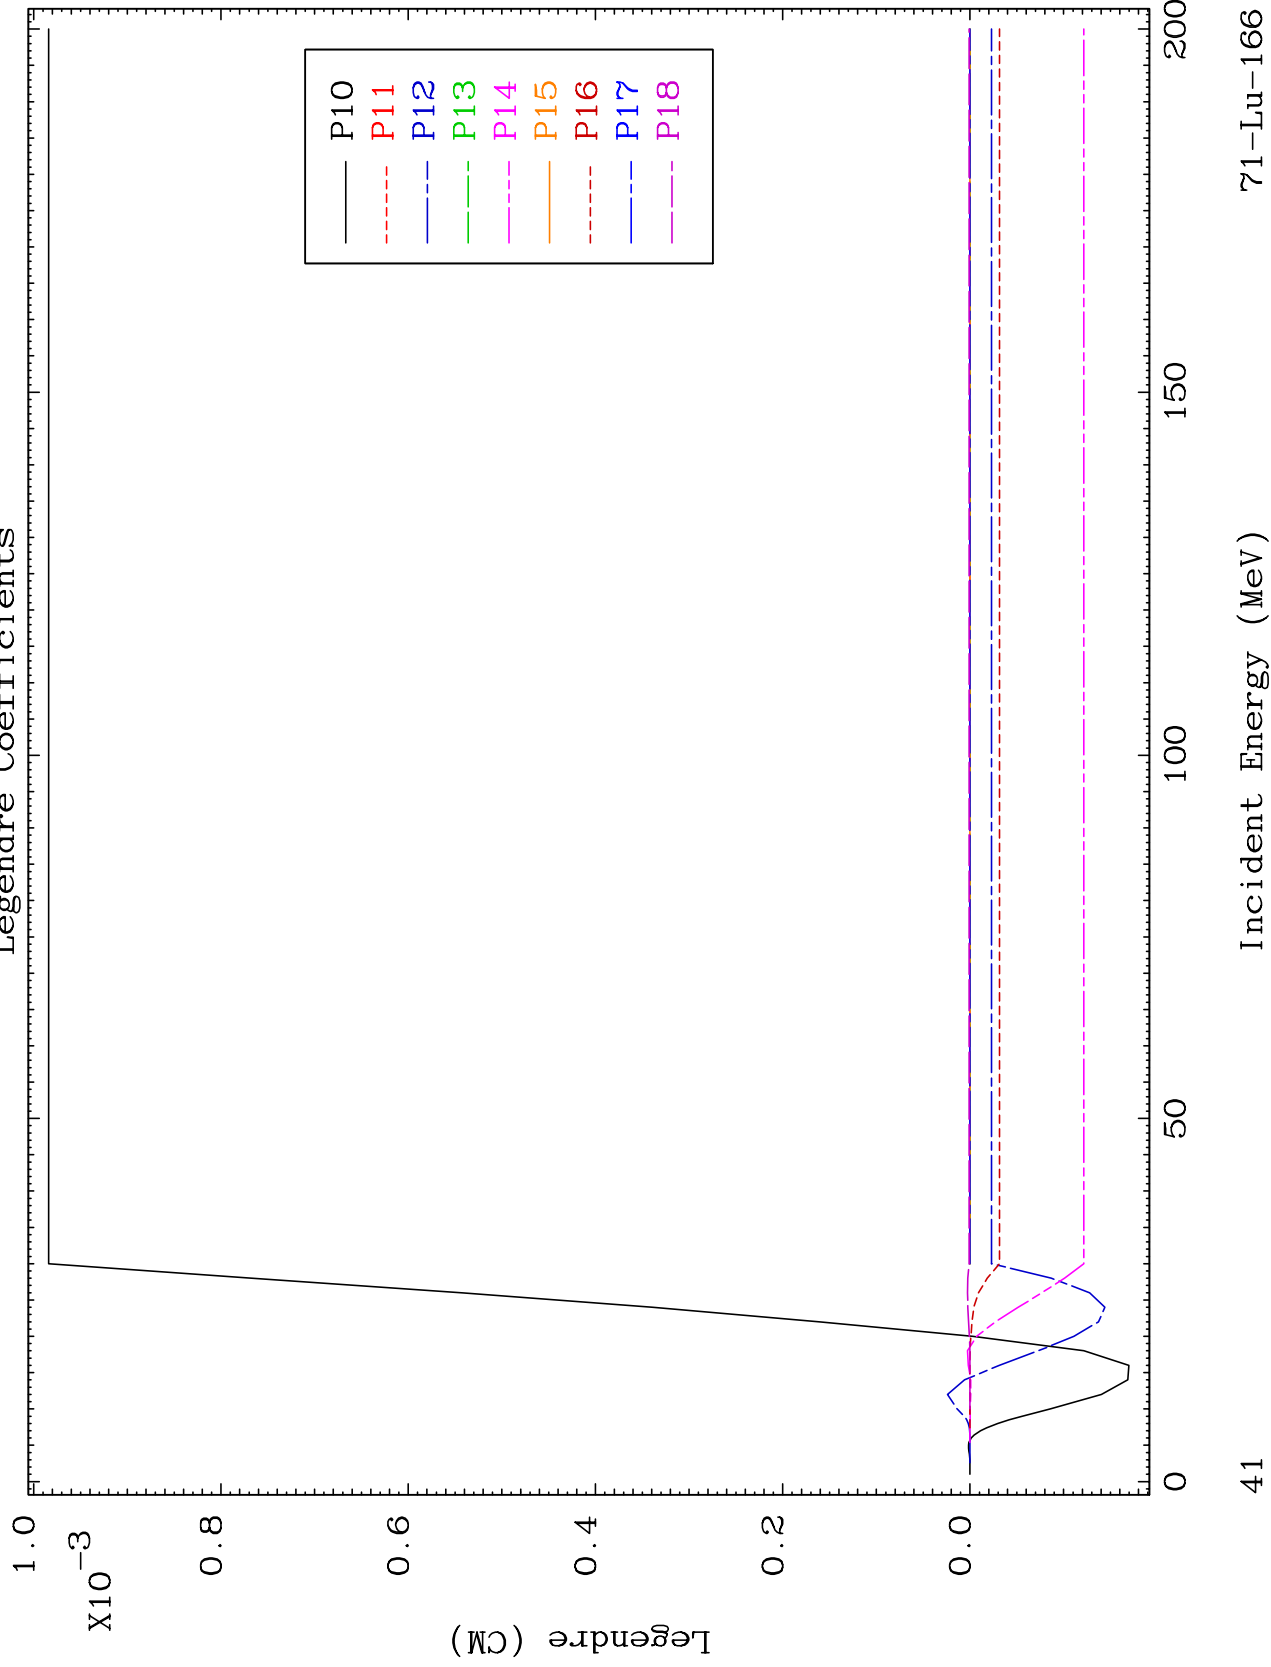 Legendre Coefficients
1.0
X10-3
0.8
0.6
0.4
0.2
0.0
Legendre (CM)
P10
P11
P12
P13
P14
P15
P16
P17
P18
0
50
100
150
200
41
Incident Energy (MeV)
71-Lu-166